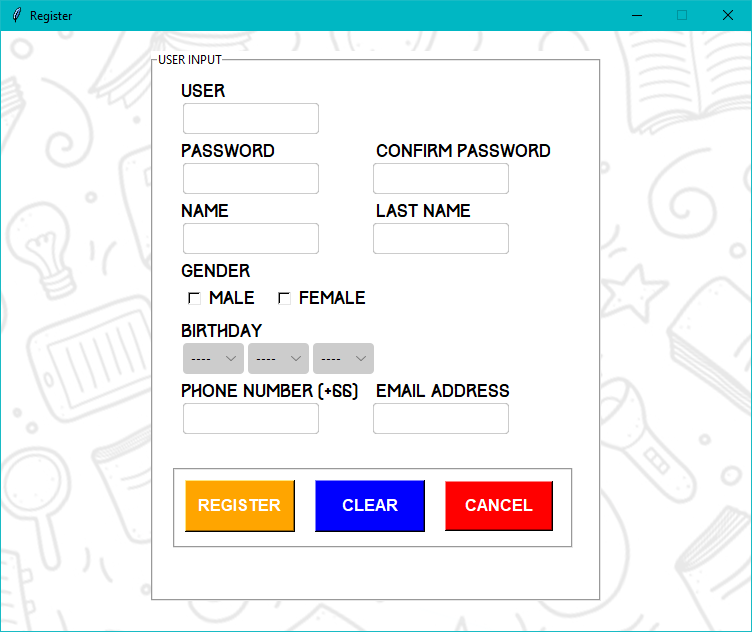 Register
USER INPUT
USER
PASSWORD CONFIRM PASSWORD
NAME LAST NAME
GENDER
MALE FEMALE
BIRTHDAY
---- ---- ----
PHONE NUMBER (+66) EMAIL ADDRESS
REGISTER CLEAR CANCEL